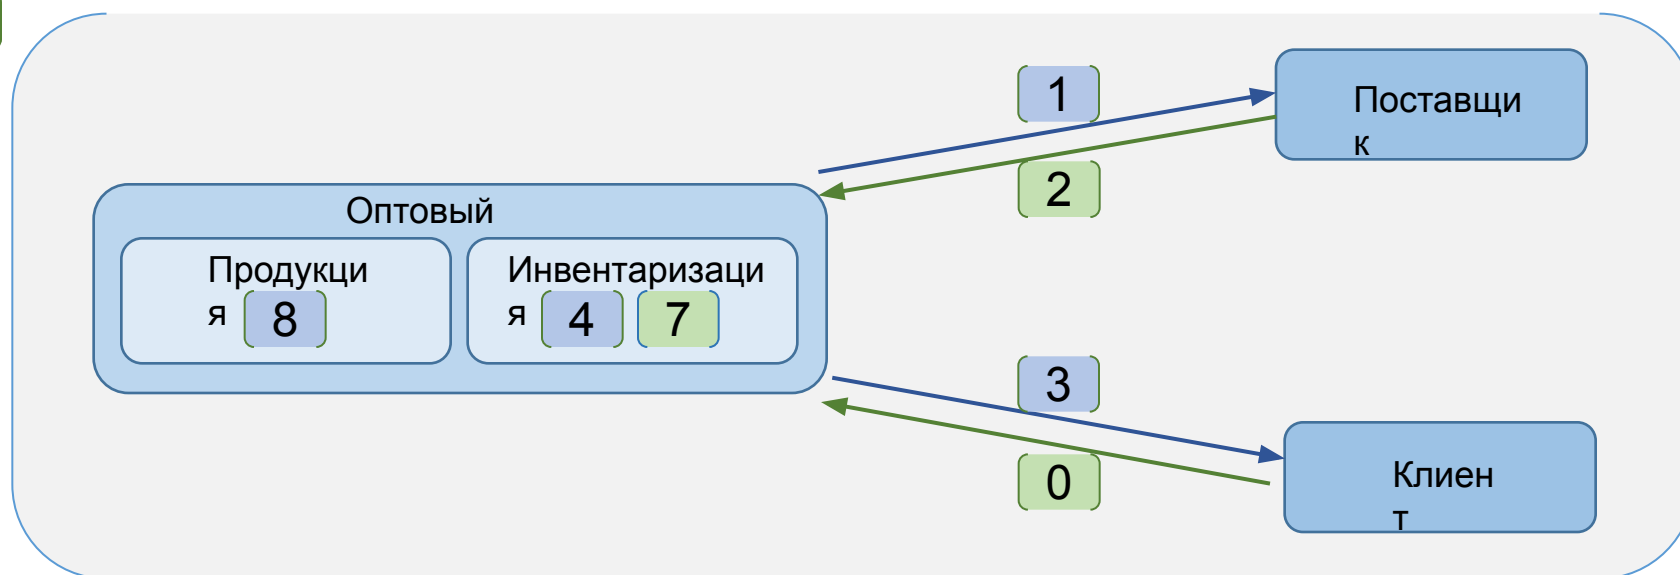 1
Поставщи
к
2
Оптовый
Продукци
я 8
Инвентаризаци
я 4 7
3
0
Клиен
т